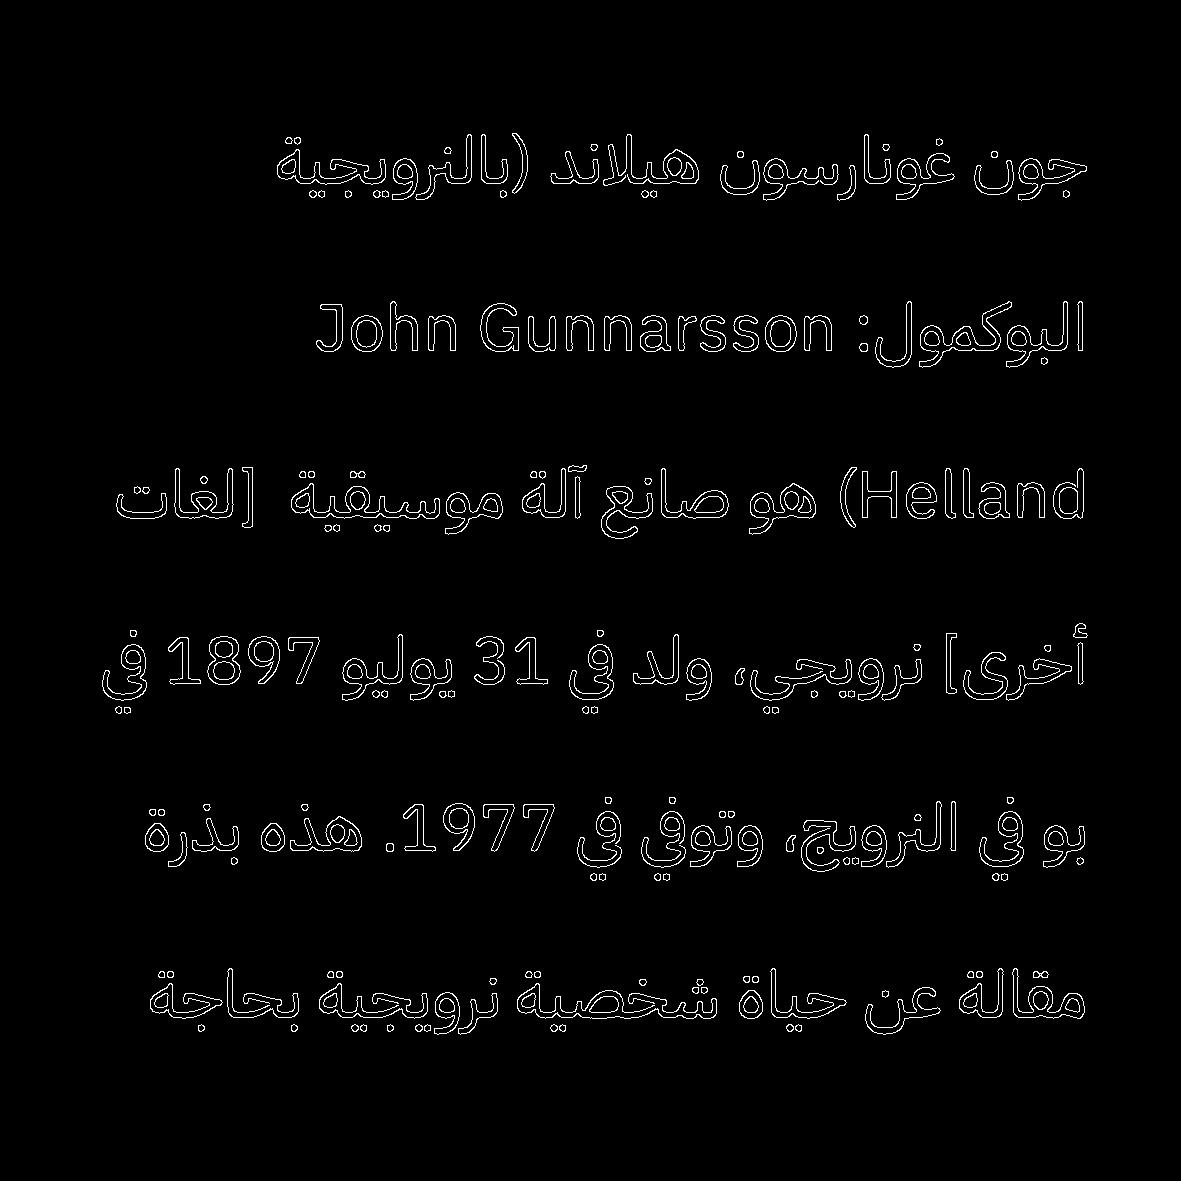 جون غونارسون هيلاند (بالنرويجية
البوكمول: John Gunnarsson
Helland) هو صانع آلة موسيقية  [لغات
أخرى] نرويجي، ولد في 31 يوليو 1897 في
بو في النرويج، وتوفي في 1977. هذه بذرة
مقالة عن حياة شخصية نرويجية بحاجة